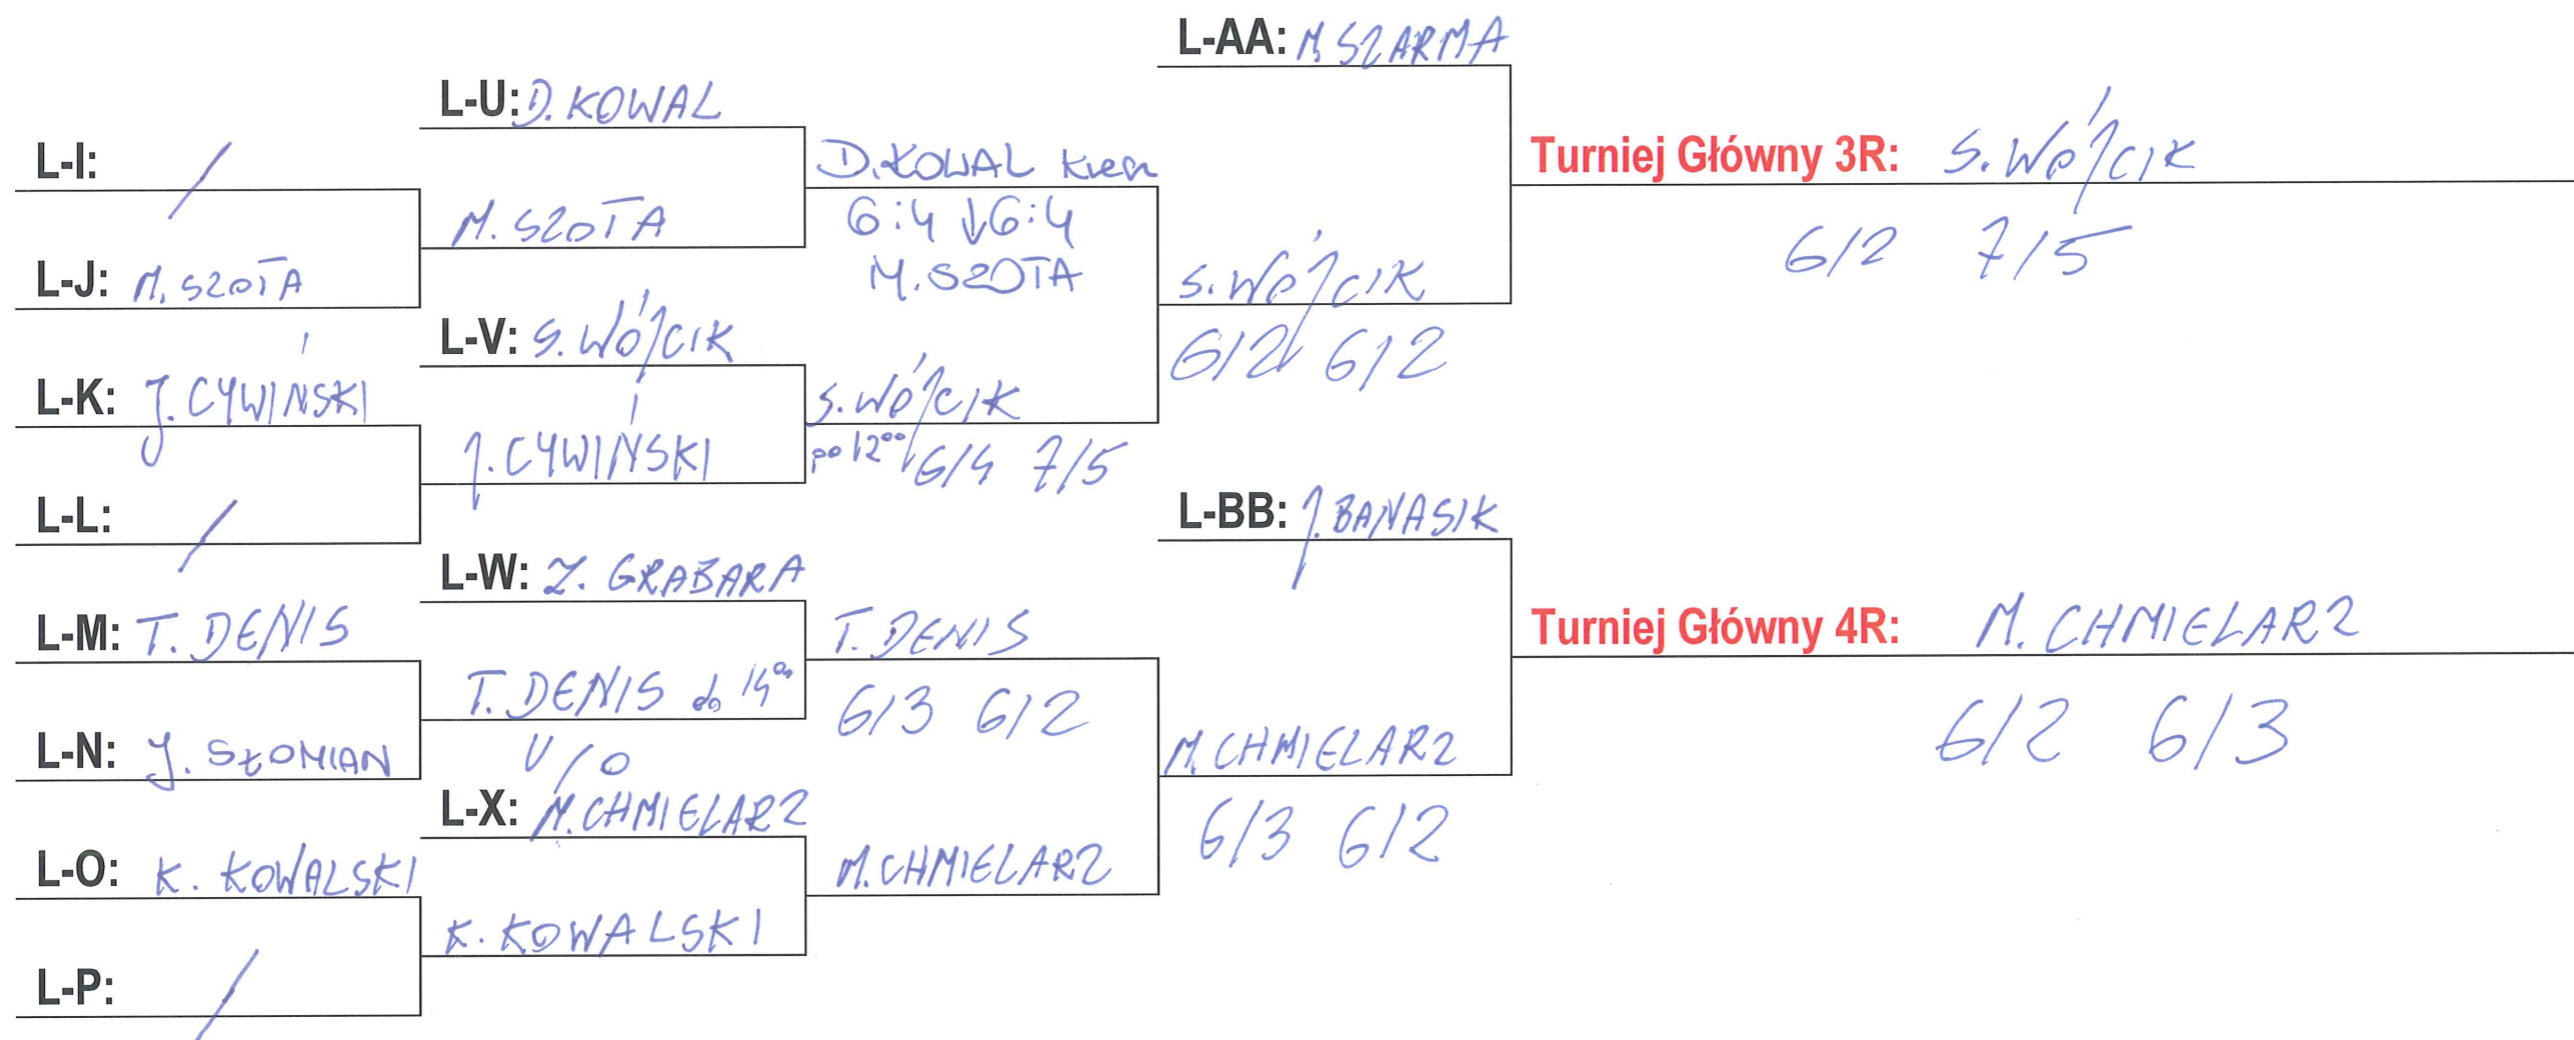 L-AA: M. SZARMA
L-U: D. KOWAL
L-I: /
D. KOWAL
Turniej Główny 3R: S. WÓJCIK
M. SZOTA
6:4 ↓6:4
6/2 7/5
L-J: M. SZOTA
M. SZOTA
S. WÓJCIK
L-V: S. WÓJCIK
6/2 6/2
L-K: J. CYWIŃSKI
S. WÓJCIK
J. CYWIŃSKI
po 12⁰⁰ 6/4 7/5
L-L: /
L-BB: J. BANASIK
L-W: Z. GRABARA
L-M: T. DENIS
T. DENIS
Turniej Główny 4R: M. CHMIELARZ
T. DENIS do 14⁰⁰
6/3 6/2
6/2 6/3
L-N: J. SŁOMIAN
V/O
M. CHMIELARZ
L-X: M. CHMIELARZ
6/3 6/2
L-O: K. KOWALSKI
M. CHMIELARZ
K. KOWALSKI
L-P: /